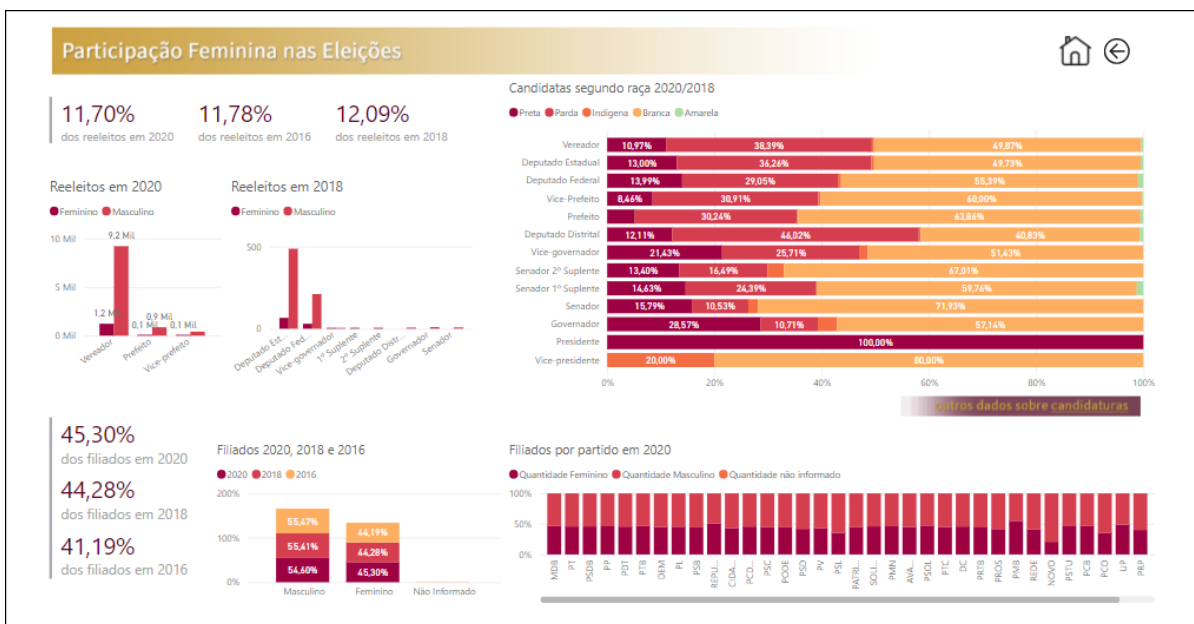 Participação Feminina nas Eleições
11,70%
dos reeleitos em 2020
11,78%
dos reeleitos em 2016
12,09%
dos reeleitos em 2018
Reeleitos em 2020
Feminino Masculino
10 Mil
5 Mil
0 Mil
9,2 Mil
1,2 Mil
0,1 Mil
0,9 Mil
0,1 Mil
Vereador
Prefeito
Vice-prefeito
Reeleitos em 2018
Feminino Masculino
500
0
Deputado Est...
Deputado Fed...
Vice-governador
1º Suplente
2º Suplente
Deputado Distr...
Governador
Senador
Candidatas segundo raça 2020/2018
Preta Parda Indígena Branca Amarela
Vereador 10,97% 38,39% 49,87%
Deputado Estadual 13,00% 36,26% 49,73%
Deputado Federal 13,99% 29,05% 55,39%
Vice-Prefeito 8,46% 30,91% 60,00%
Prefeito 30,24% 63,86%
Deputado Distrital 12,11% 46,02% 40,83%
Vice-governador 21,43% 25,71% 51,43%
Senador 2º Suplente 13,40% 16,49% 67,01%
Senador 1º Suplente 14,63% 24,39% 59,76%
Senador 15,79% 10,53% 71,93%
Governador 28,57% 10,71% 57,14%
Presidente 100,00%
Vice-presidente 20,00% 80,00%
0% 20% 40% 60% 80% 100%
outros dados sobre candidaturas
45,30%
dos filiados em 2020
44,28%
dos filiados em 2018
41,19%
dos filiados em 2016
Filiados 2020, 2018 e 2016
2020 2018 2016
200%
100%
0%
55,47%
55,41%
54,60%
44,19%
44,28%
45,30%
Masculino Feminino Não Informado
Filiados por partido em 2020
Quantidade Feminino Quantidade Masculino Quantidade não informado
100%
50%
0%
MDB
PT
PSDB
PP
PDT
PTB
DEM
PL
PSB
REPU...
CIDA...
PCD...
PSC
PODE
PSD
PV
PSL
PATRI...
SOLI...
PMN
AVA...
PSOL
PTC
DC
PRTB
PROS
PMB
REDE
NOVO
PSTU
PCB
PCO
UP
PRP